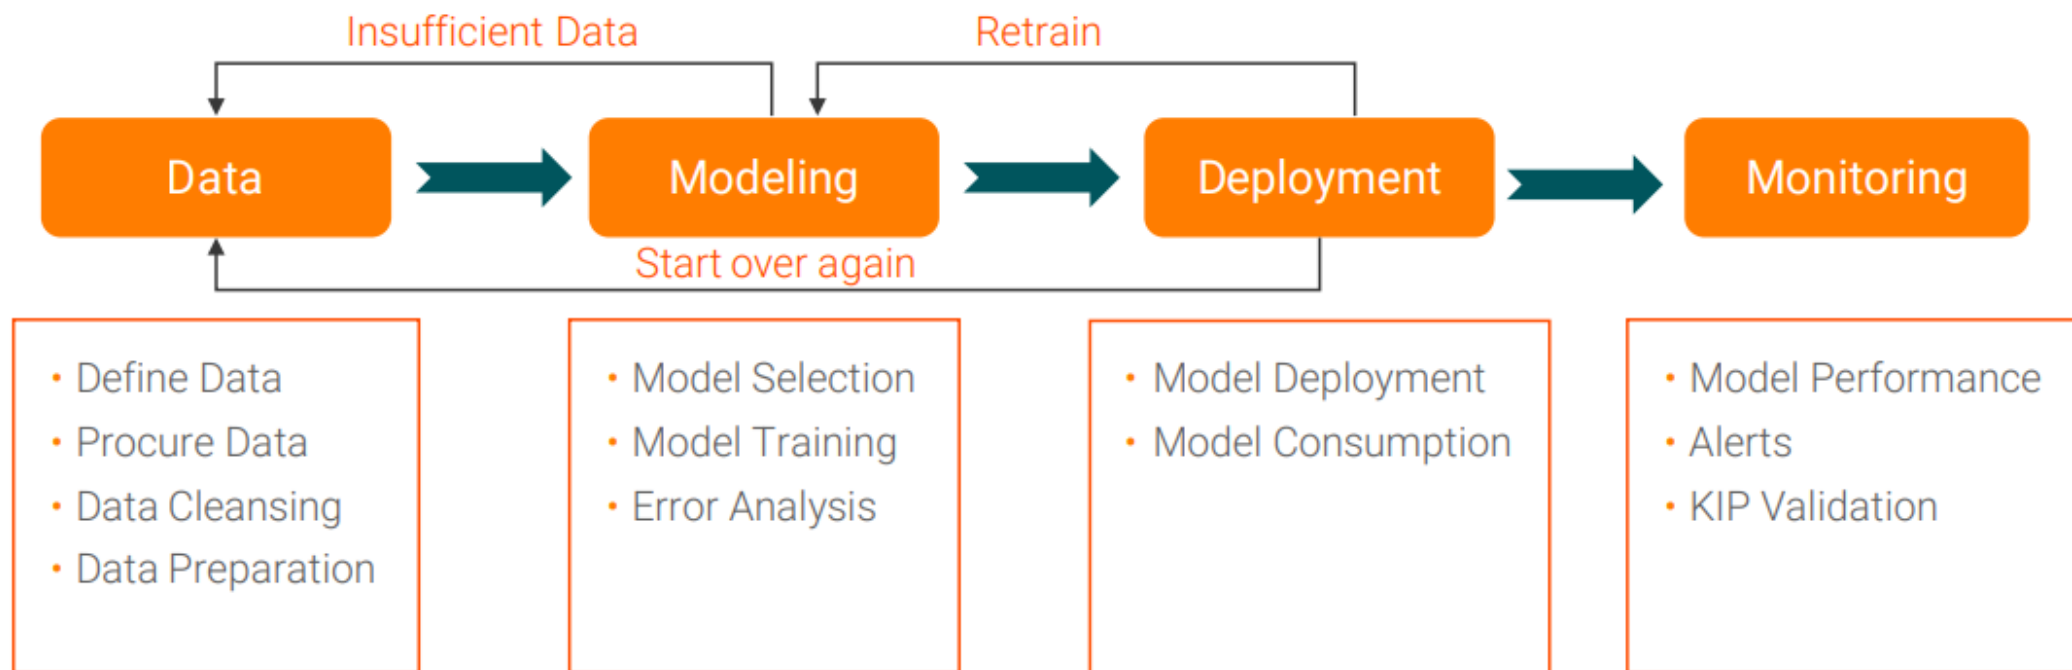 Insufficient Data
Retrain
Data
Modeling
Deployment
Monitoring
Start over again
• Define Data
• Procure Data
• Data Cleansing
• Data Preparation
• Model Selection
• Model Training
• Error Analysis
• Model Deployment
• Model Consumption
• Model Performance
• Alerts
• KIP Validation